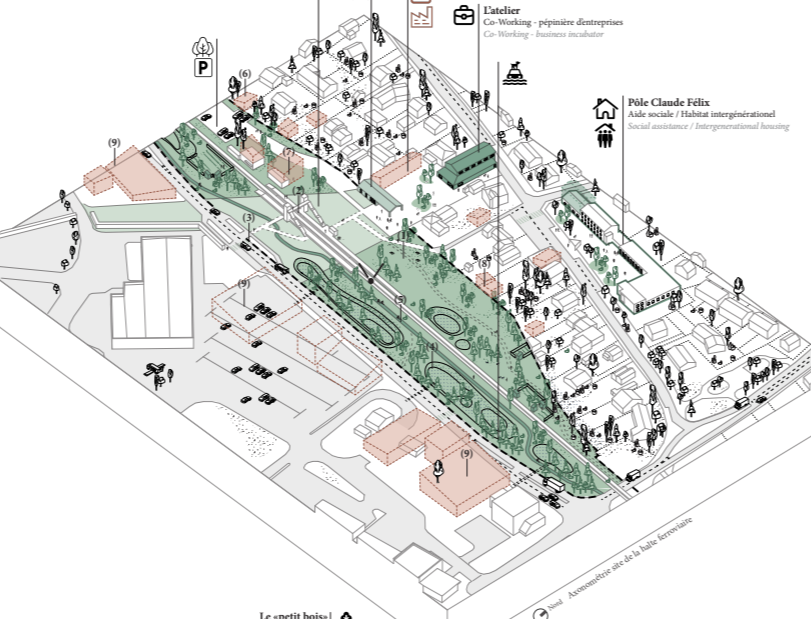 L'atelier
Co-Working - pépinière d'entreprises
Co-Working - business incubator
P
Pôle Claude Félix
Aide sociale / Habitat intergénérationel
Social assistance / Intergenerational housing
(6)
(9)
(7)
(2)
(3)
(8)
(9)
(5)
(4)
(9)
Nord
Axonométrie site de la halte ferroviaire
Le «petit bois»